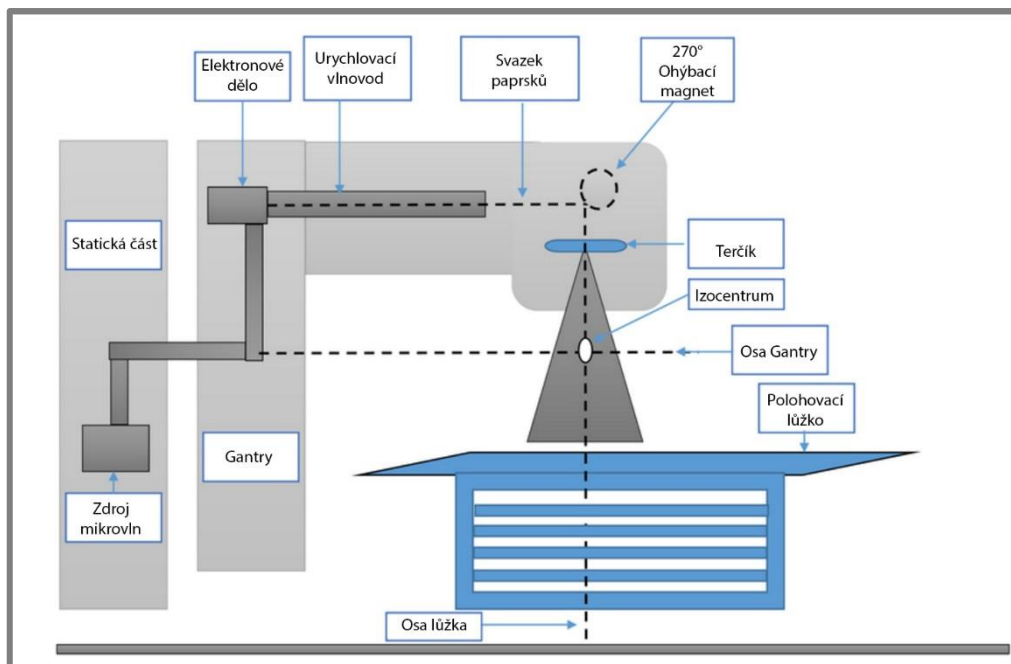 Elektronové
dělo
Urychlovací
vlnovod
Svazek
paprsků
270°
Ohýbací
magnet
Statická část
Terčík
Izocentrum
Osa Gantry
Polohovací
lůžko
Gantry
Zdroj
mikrovln
Osa lůžka